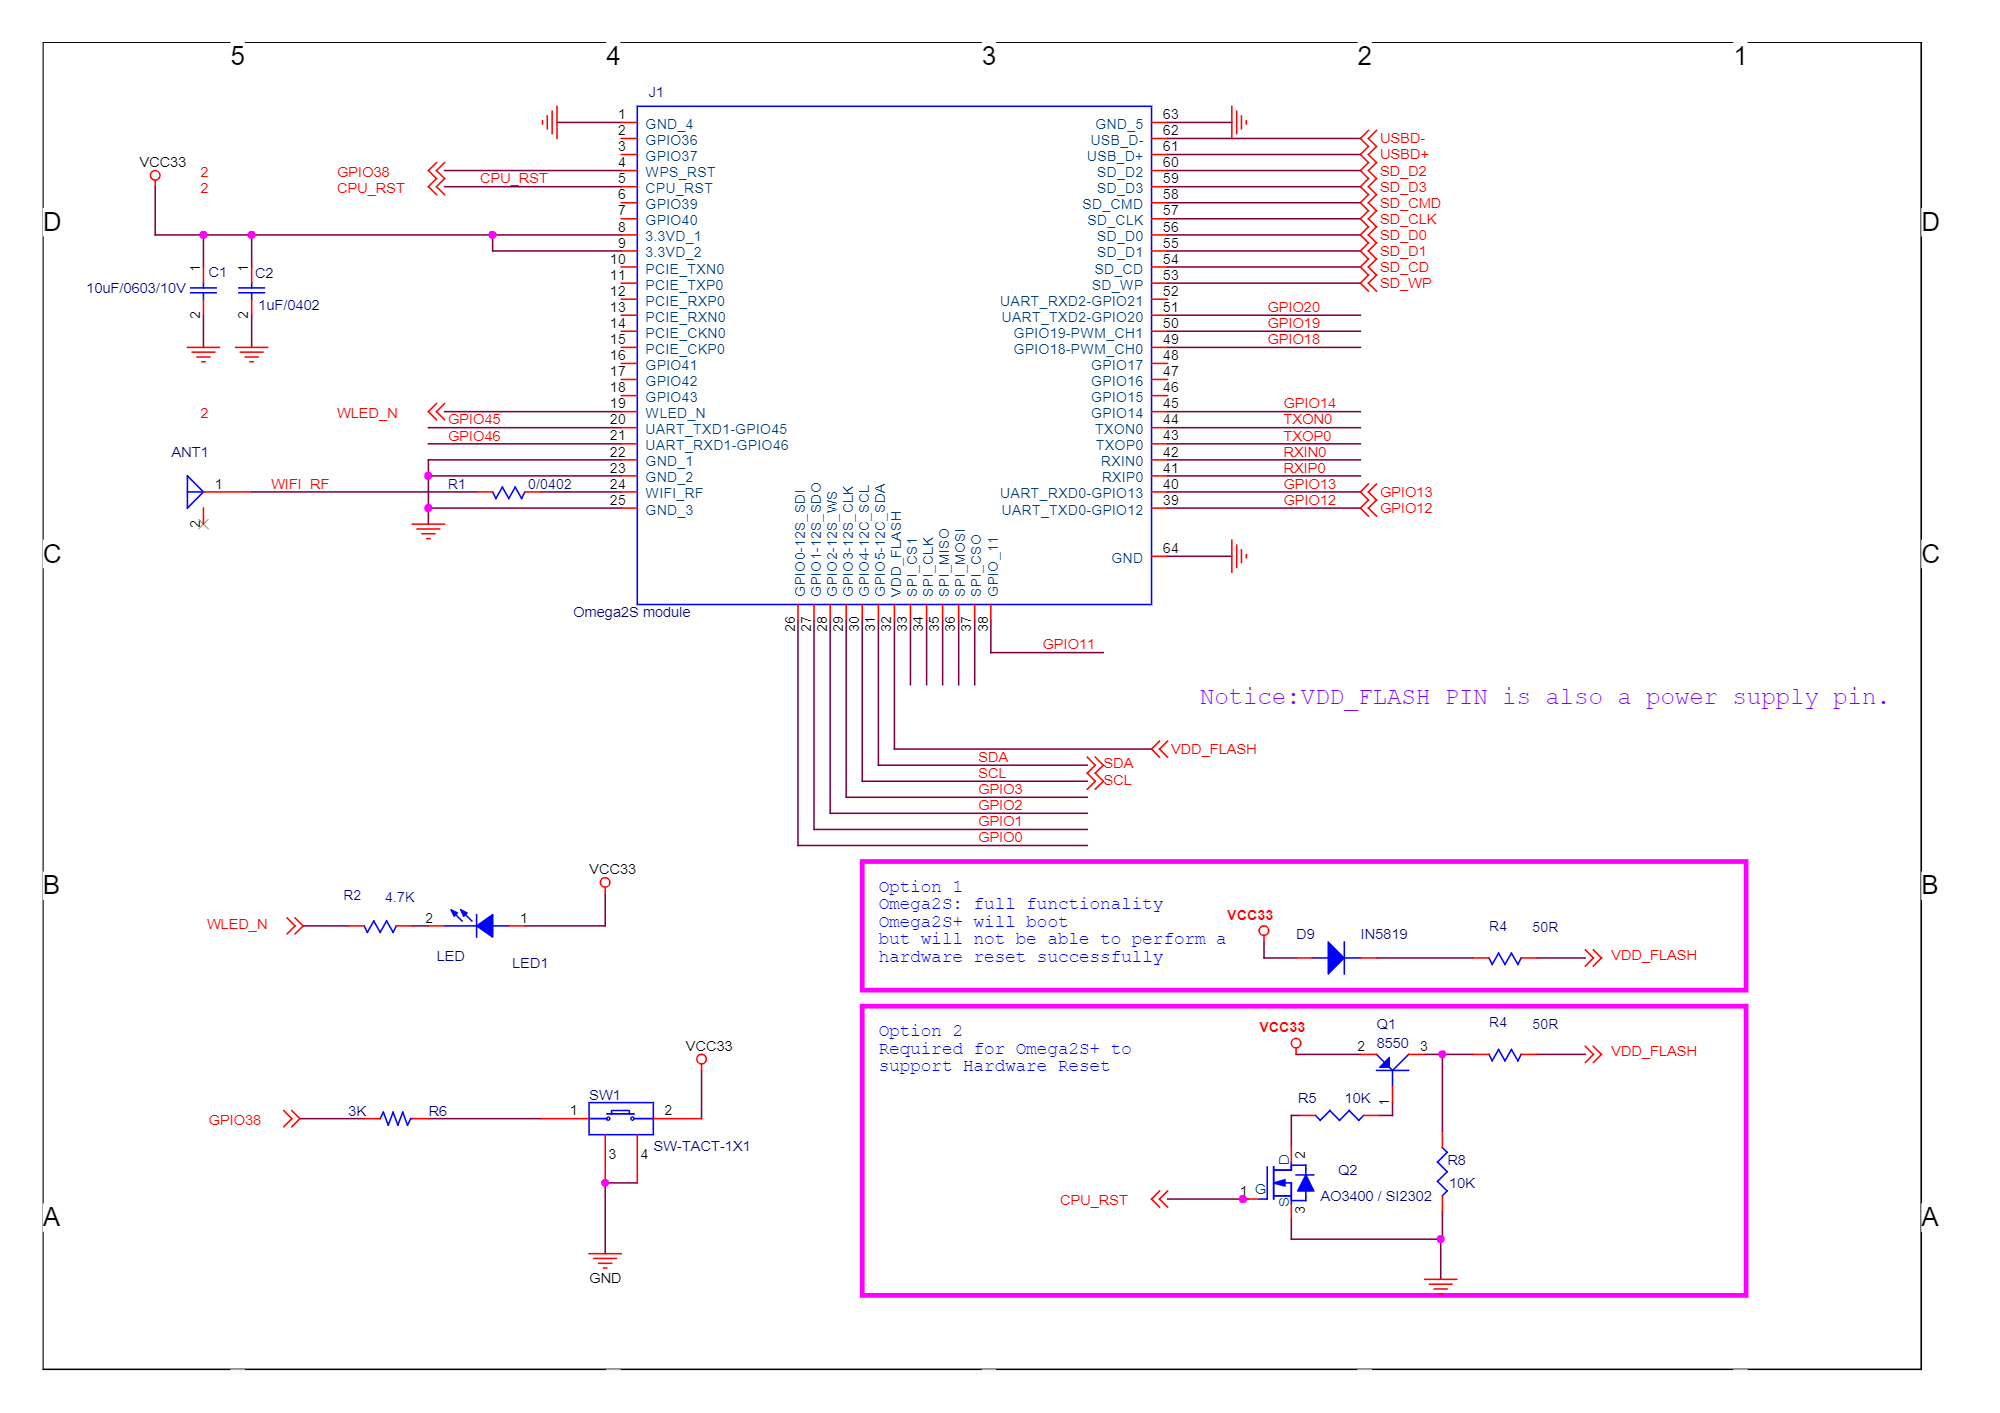 5 4 3 2 1
J1
1 GND_4
2 GPIO36
3 GPIO37
2 GPIO38 4 WPS_RST
2 CPU_RST CPU_RST 5 CPU_RST
6 GPIO39
7 GPIO40
8 3.3VD_1
9 3.3VD_2
10 PCIE_TXN0
11 PCIE_TXP0
12 PCIE_RXP0
13 PCIE_RXN0
14 PCIE_CKN0
15 PCIE_CKP0
16 GPIO41
17 GPIO42
18 GPIO43
2 WLED_N 19 WLED_N
GPIO45 20 UART_TXD1-GPIO45
GPIO46 21 UART_RXD1-GPIO46
22 GND_1
23 GND_2
WIFI_RF R1 0/0402 24 WIFI_RF
25 GND_3
VCC33
1 C1
10uF/0603/10V
2
1 C2
1uF/0402
2
ANT1
1
2
GND_5 63
USB_D- 62 USBD-
USB_D+ 61 USBD+
SD_D2 60 SD_D2
SD_D3 59 SD_D3
SD_CMD 58 SD_CMD
SD_CLK 57 SD_CLK
SD_D0 56 SD_D0
SD_D1 55 SD_D1
SD_CD 54 SD_CD
SD_WP 53 SD_WP
UART_RXD2-GPIO21 52
UART_TXD2-GPIO20 51 GPIO20
GPIO19-PWM_CH1 50 GPIO19
GPIO18-PWM_CH0 49 GPIO18
GPIO17 48
GPIO16 47
GPIO15 46
GPIO14 45 GPIO14
TXON0 44 TXON0
TXOP0 43 TXOP0
RXIN0 42 RXIN0
RXIP0 41 RXIP0
UART_RXD0-GPIO13 40 GPIO13 GPIO13
UART_TXD0-GPIO12 39 GPIO12 GPIO12
GND 64
GPIO0-12S_SDI 26
GPIO1-12S_SDO 27
GPIO2-12S_WS 28
GPIO3-12S_CLK 29
GPIO4-12C_SCL 30
GPIO5-12C_SDA 31
VDD_FLASH 32
SPI_CS1 33
SPI_CLK 34
SPI_MISO 35
SPI_MOSI 36
SPI_CSO 37
GPIO_11 38
Omega2S module
GPIO11
Notice:VDD_FLASH PIN is also a power supply pin.
VDD_FLASH
SDA SDA
SCL SCL
GPIO3
GPIO2
GPIO1
GPIO0
D D
C C
B B
A A
VCC33
R2 4.7K
WLED_N 2 1
LED LED1
VCC33
SW1
GPIO38 3K R6 1 2
SW-TACT-1X1
3 4
GND
Option 1
Omega2S: full functionality
Omega2S+ will boot
but will not be able to perform a
hardware reset successfully
VCC33
D9 IN5819 R4 50R
VDD_FLASH
Option 2
Required for Omega2S+ to
support Hardware Reset
VCC33 Q1 R4 50R
2 8550 3 VDD_FLASH
1
R5 10K
D 2
Q2
AO3400 / SI2302
R8
10K
CPU_RST 1 G
S 3